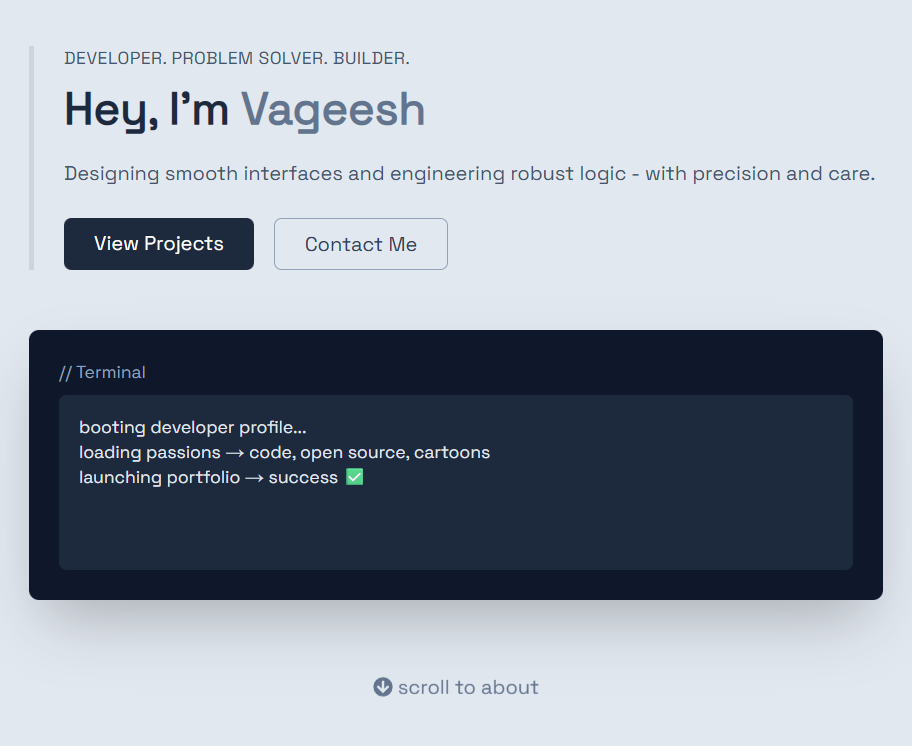 DEVELOPER. PROBLEM SOLVER. BUILDER.
Hey, I’m Vageesh
Designing smooth interfaces and engineering robust logic - with precision and care.
View Projects
Contact Me
// Terminal
booting developer profile...
loading passions → code, open source, cartoons
launching portfolio → success ✅
scroll to about